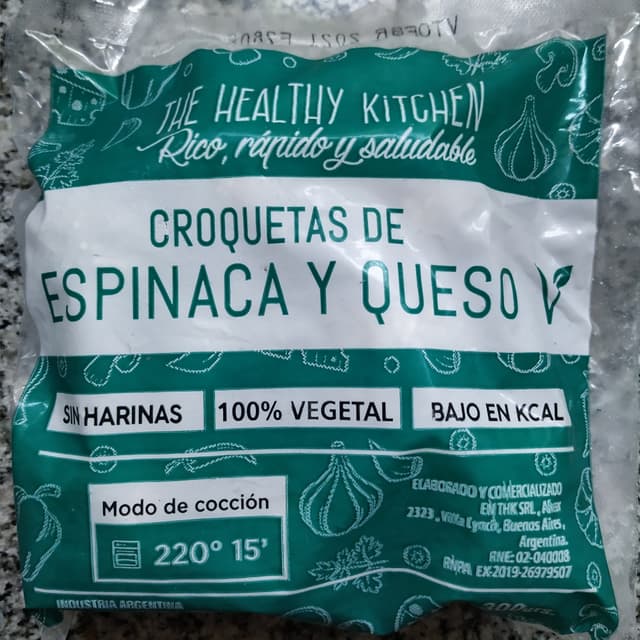 THE HEALTHY KITCHEN
Rico, rápido y saludable
CROQUETAS DE
ESPINACA Y QUESO V
SIN HARINAS
100% VEGETAL
BAJO EN KCAL
Modo de cocción
220° 15'
ELABORADO Y COMERCIALIZADO
EN THK SRL,
2323, Villa Lynch, Buenos Aires,
Argentina.
RNE: 02-040008
RNPA EX-2019-26979507
INDUSTRIA ARGENTINA